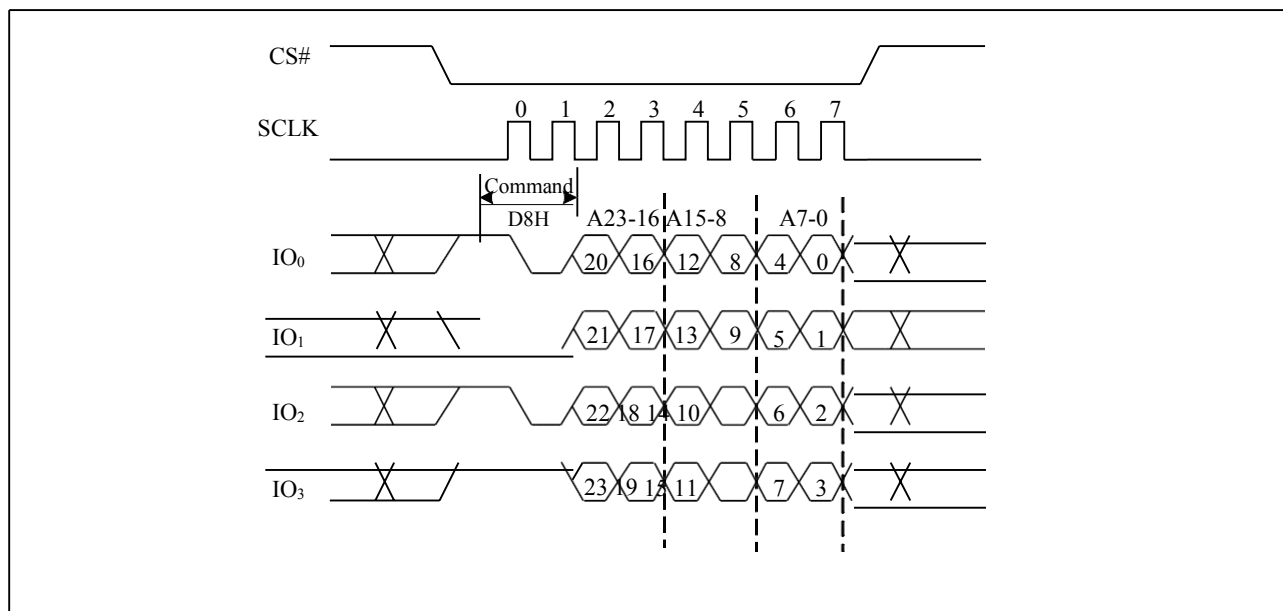 CS#
0 1 2 3 4 5 6 7
SCLK
Command
D8H
A23-16 A15-8 A7-0
IO₀ 20 16 12 8 4 0
IO₁ 21 17 13 9 5 1
IO₂ 22 18 14 10 6 2
IO₃ 23 19 15 11 7 3